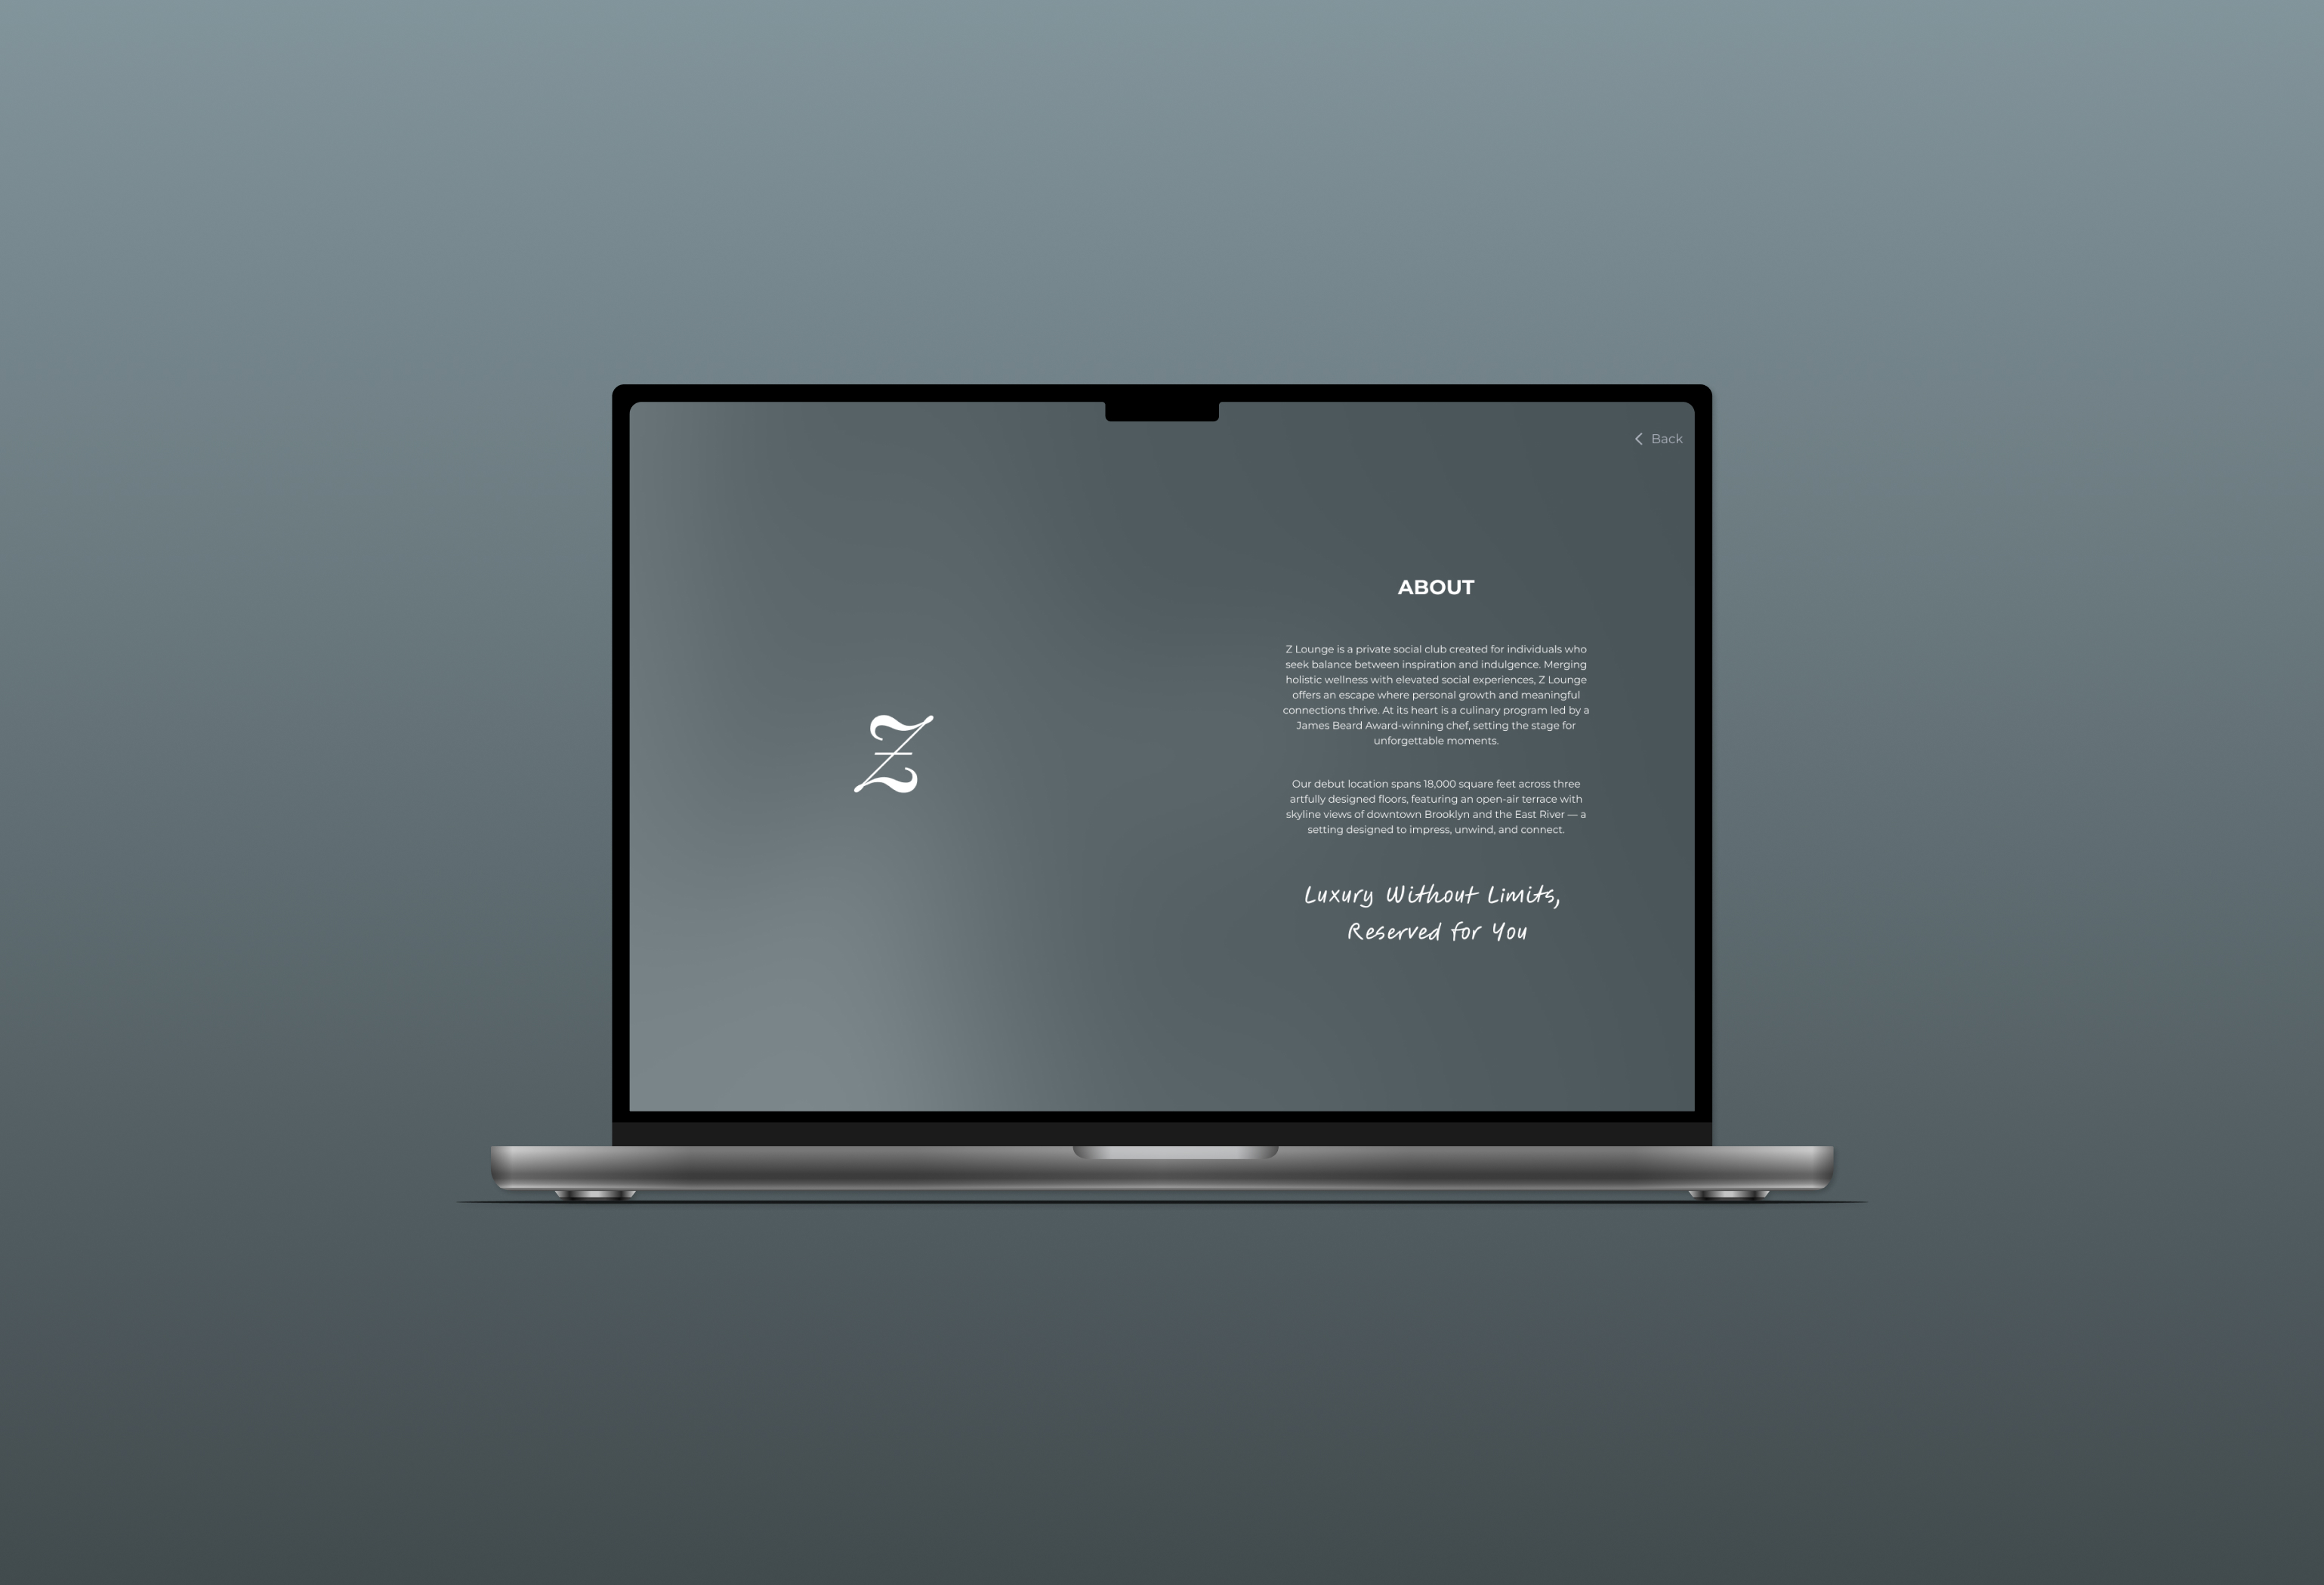 Back
Z
ABOUT
Z Lounge is a private social club created for individuals who
seek balance between inspiration and indulgence. Merging
holistic wellness with elevated social experiences, Z Lounge
offers an escape where personal growth and meaningful
connections thrive. At its heart is a culinary program led by a
James Beard Award-winning chef, setting the stage for
unforgettable moments.
Our debut location spans 18,000 square feet across three
artfully designed floors, featuring an open-air terrace with
skyline views of downtown Brooklyn and the East River — a
setting designed to impress, unwind, and connect.
Luxury Without Limits,
Reserved for You